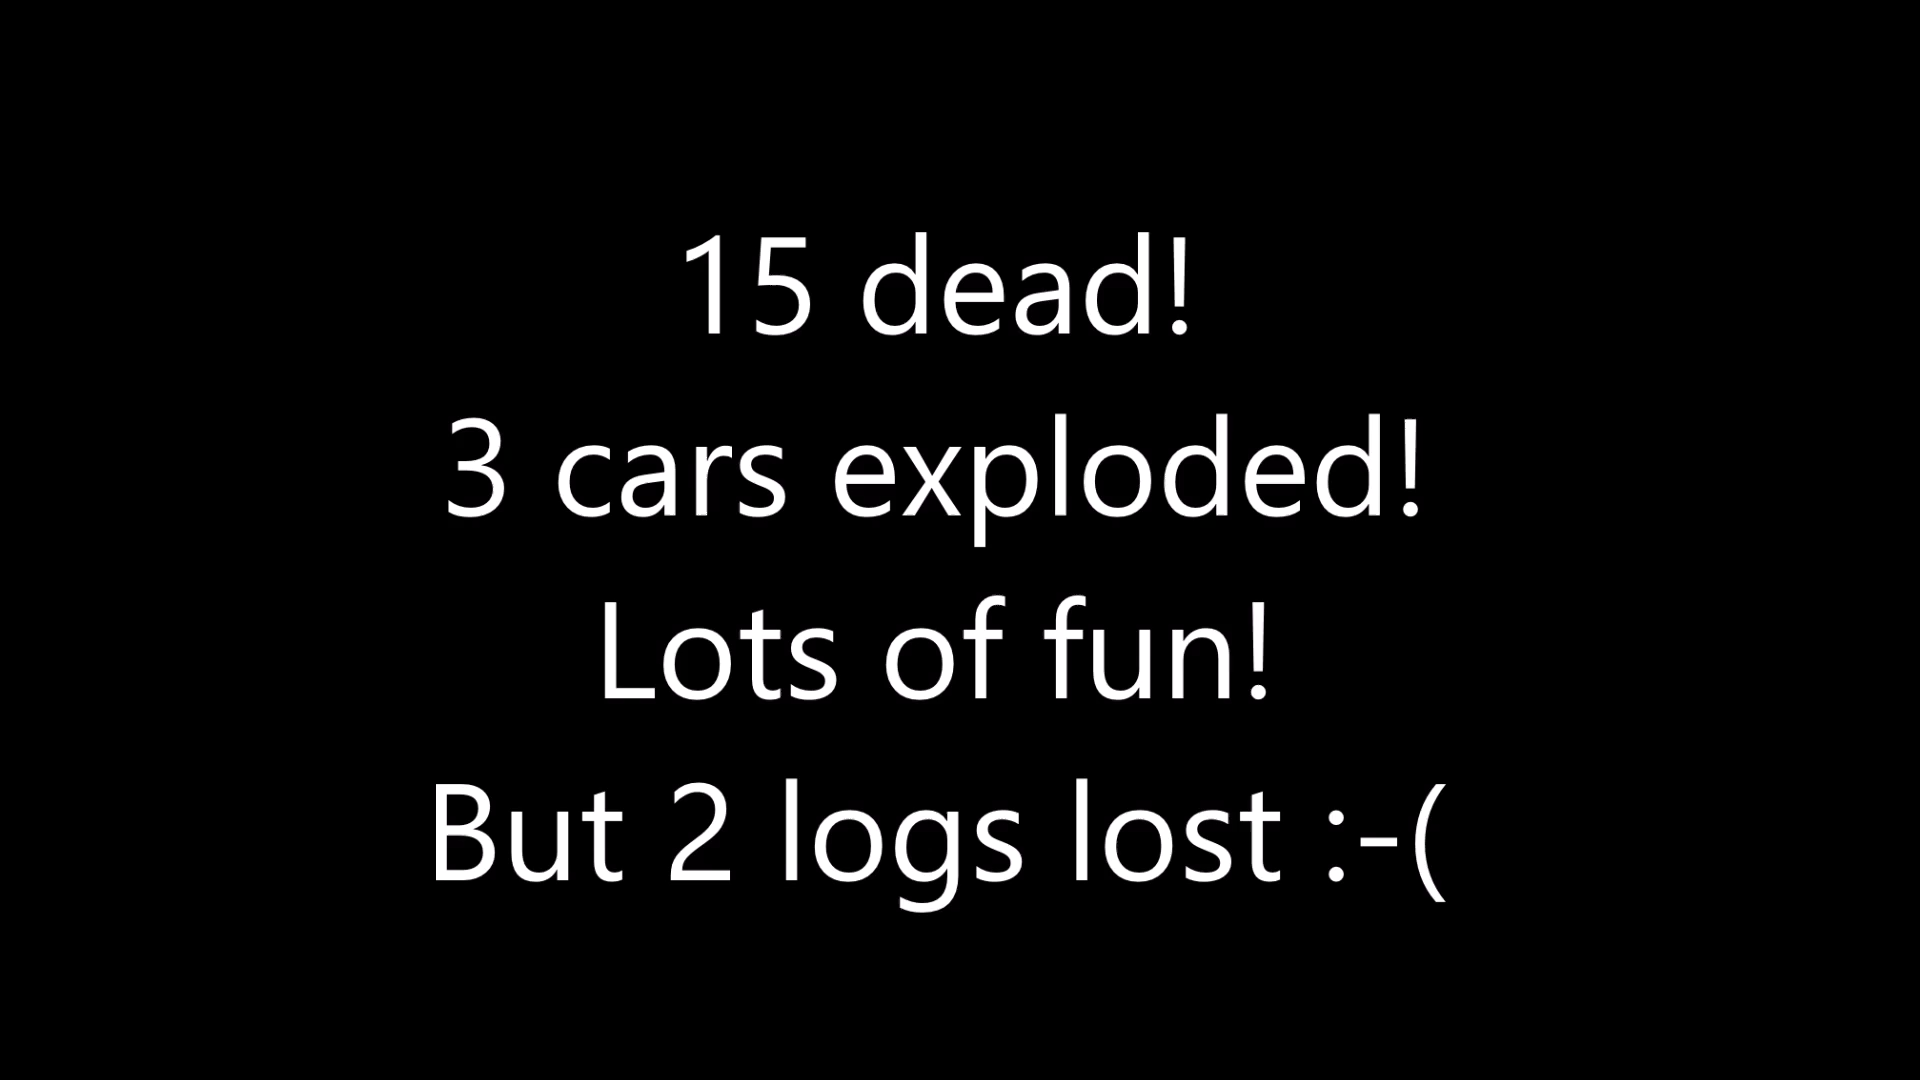 15 dead!
3 cars exploded!
Lots of fun!
But 2 logs lost :-(